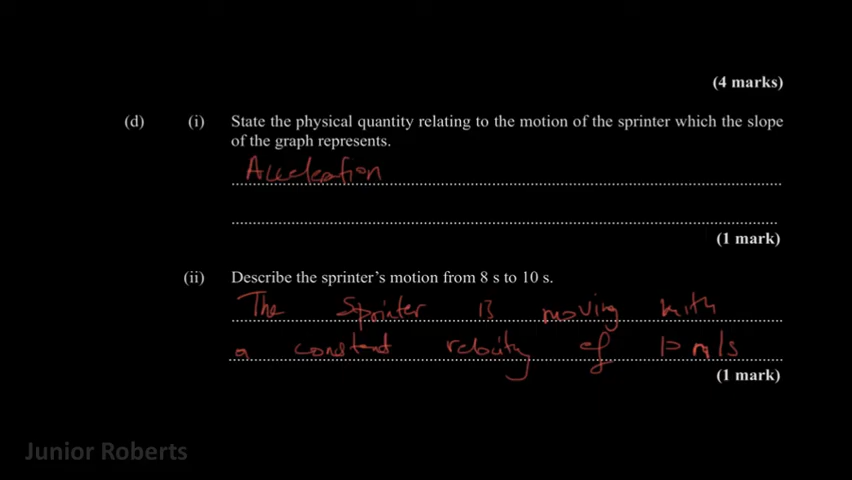 (4 marks)
(d) (i) State the physical quantity relating to the motion of the sprinter which the slope
of the graph represents.
Acceleration
(1 mark)
(ii) Describe the sprinter's motion from 8 s to 10 s.
The Sprinter is moving with
a constant velocity of 10 m/s
(1 mark)
Junior Roberts